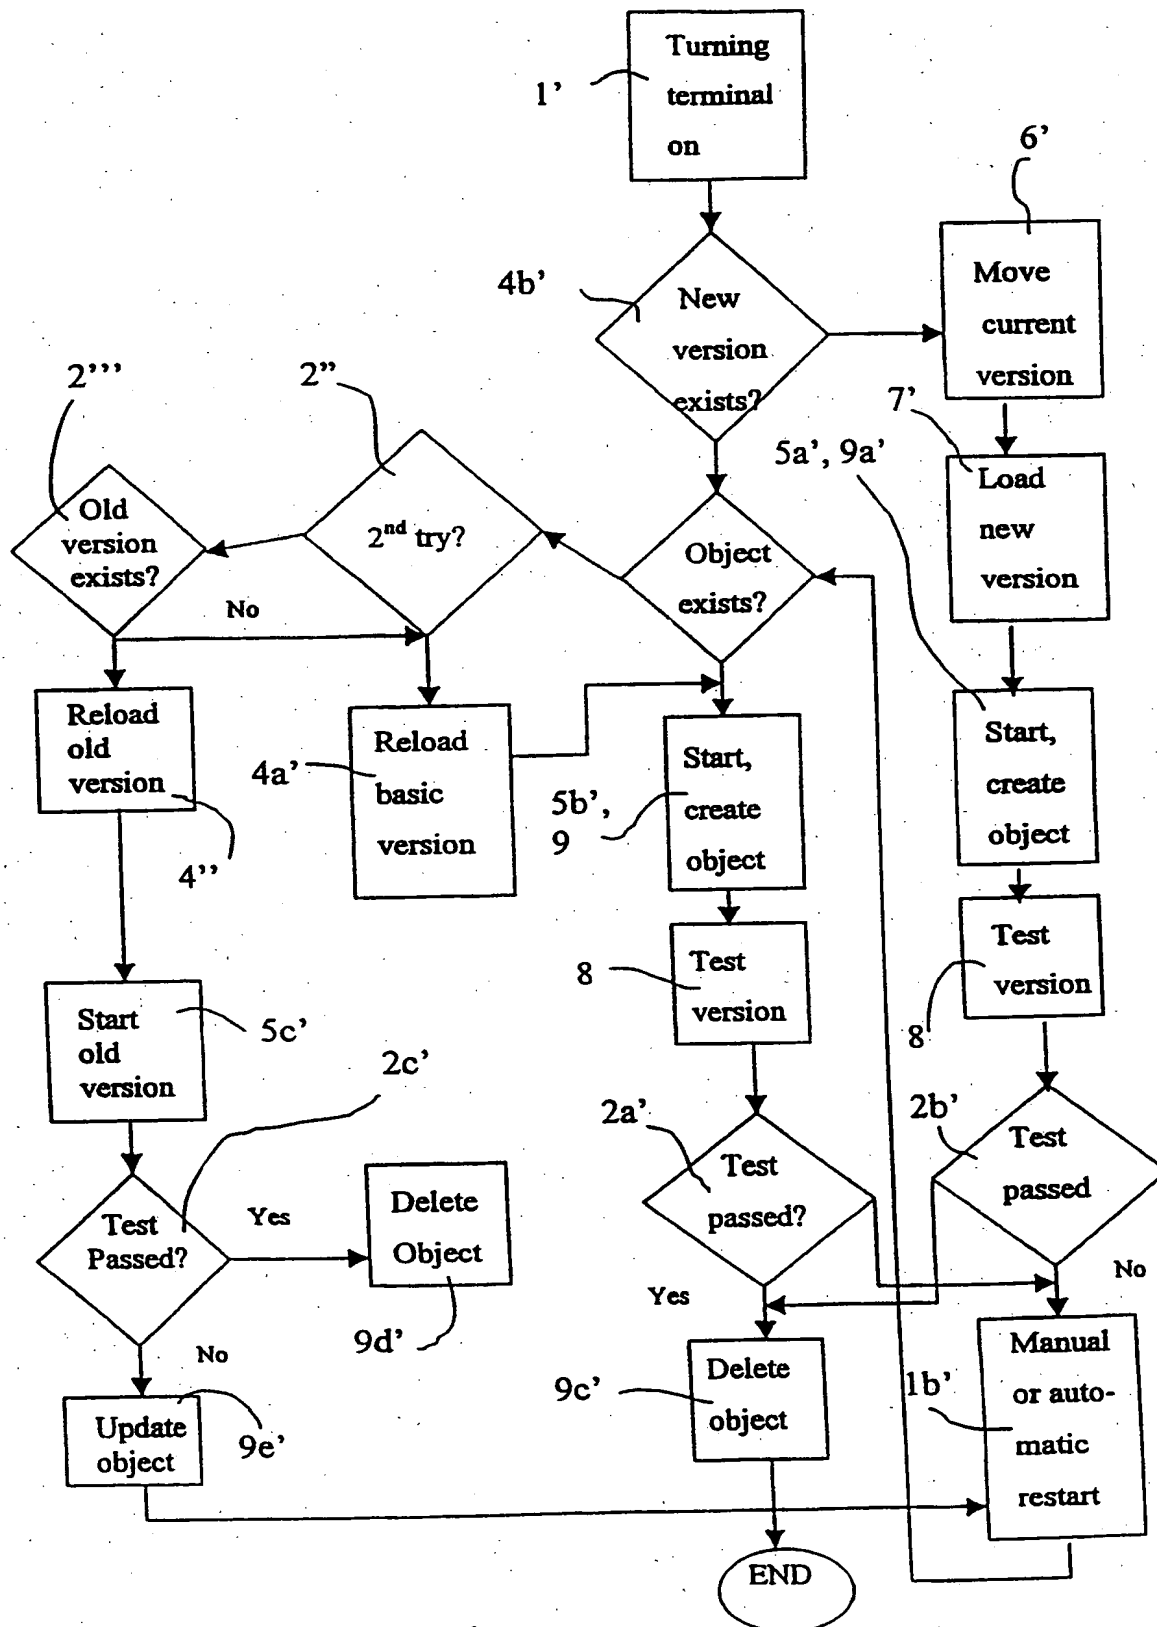 Turning
terminal
on
1’
6’
Move
current
version
4b’
New
version
exists?
2’’’
2’’
7’
5a’, 9a’
Load
new
version
Old
version
exists?
2nd try?
Object
exists?
No
Reload
old
version
4’’
Reload
basic
version
4a’
Start,
create
object
5b’,
9
Start,
create
object
Test
version
8
Test
version
8
Start
old
version
5c’
2c’
2a’
2b’
Test
passed?
Test
passed
Test
Passed?
Yes
Delete
Object
9d’
No
Yes
No
Update
object
9e’
Delete
object
9c’
1b’
Manual
or auto-
matic
restart
END